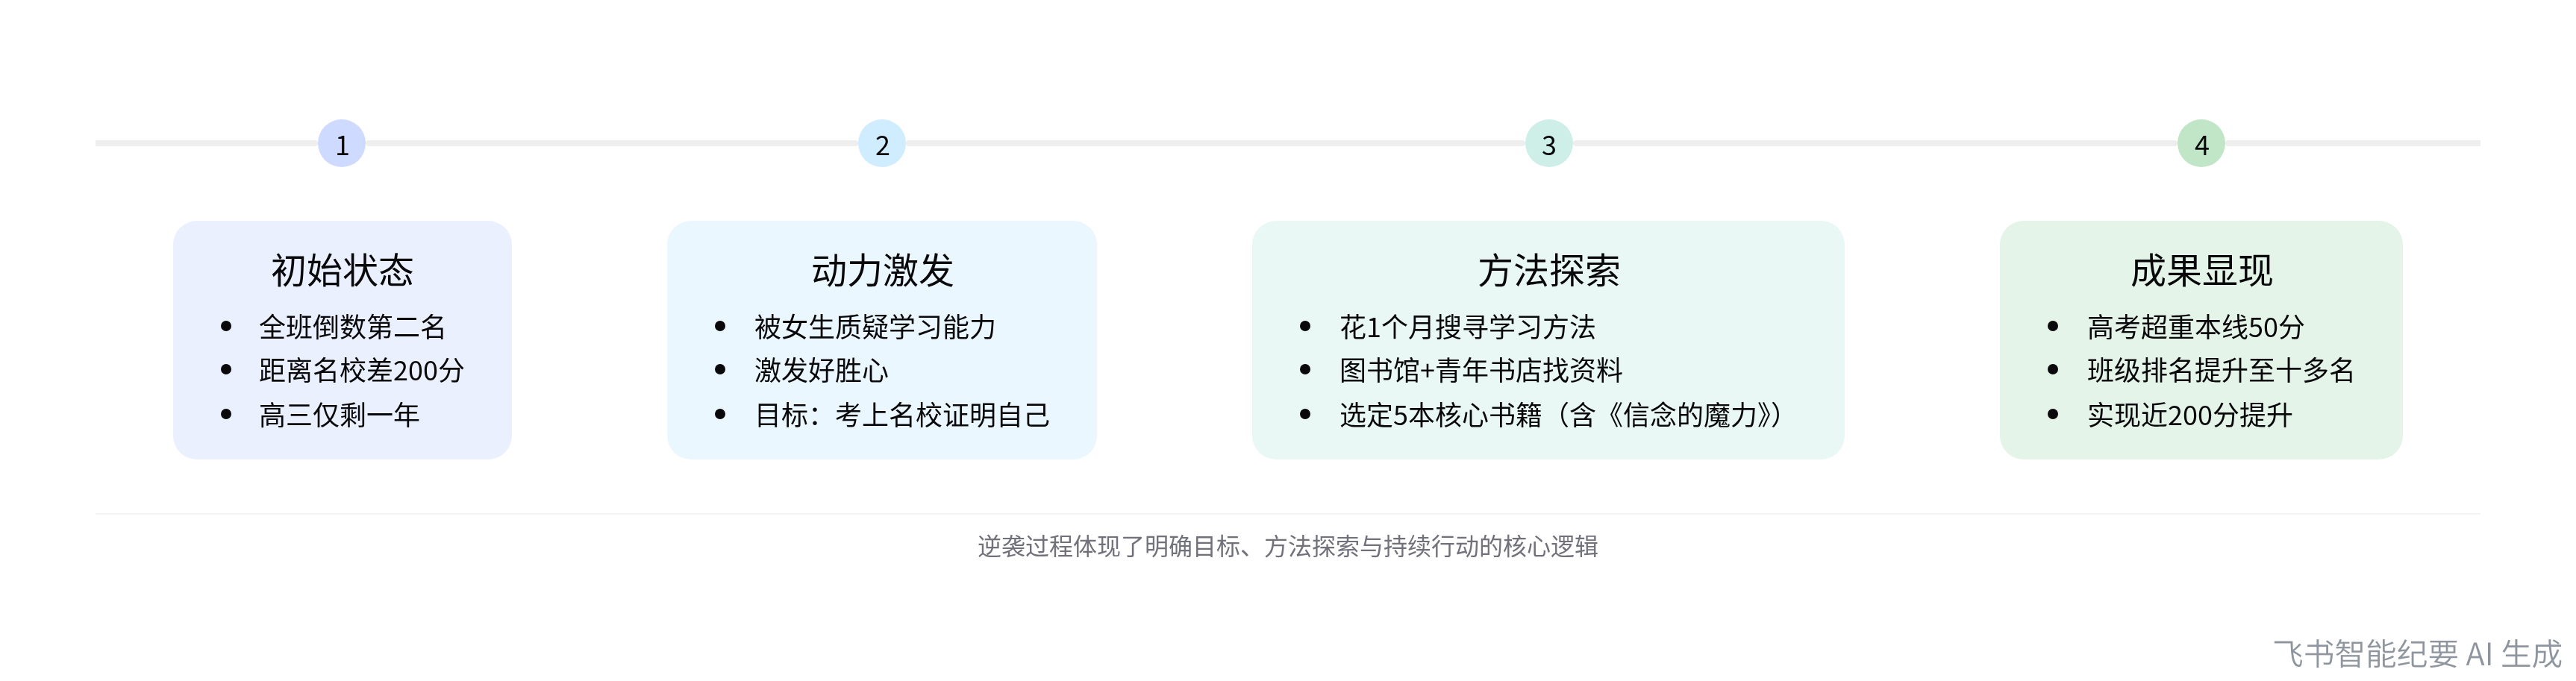 1
2
3
4
初始状态
全班倒数第二名
距离名校差200分
高三仅剩一年
动力激发
被女生质疑学习能力
激发好胜心
目标：考上名校证明自己
方法探索
花1个月搜寻学习方法
图书馆+青年书店找资料
选定5本核心书籍（含《信念的魔力》）
成果显现
高考超重本线50分
班级排名提升至十多名
实现近200分提升
逆袭过程体现了明确目标、方法探索与持续行动的核心逻辑
飞书智能纪要 AI 生成